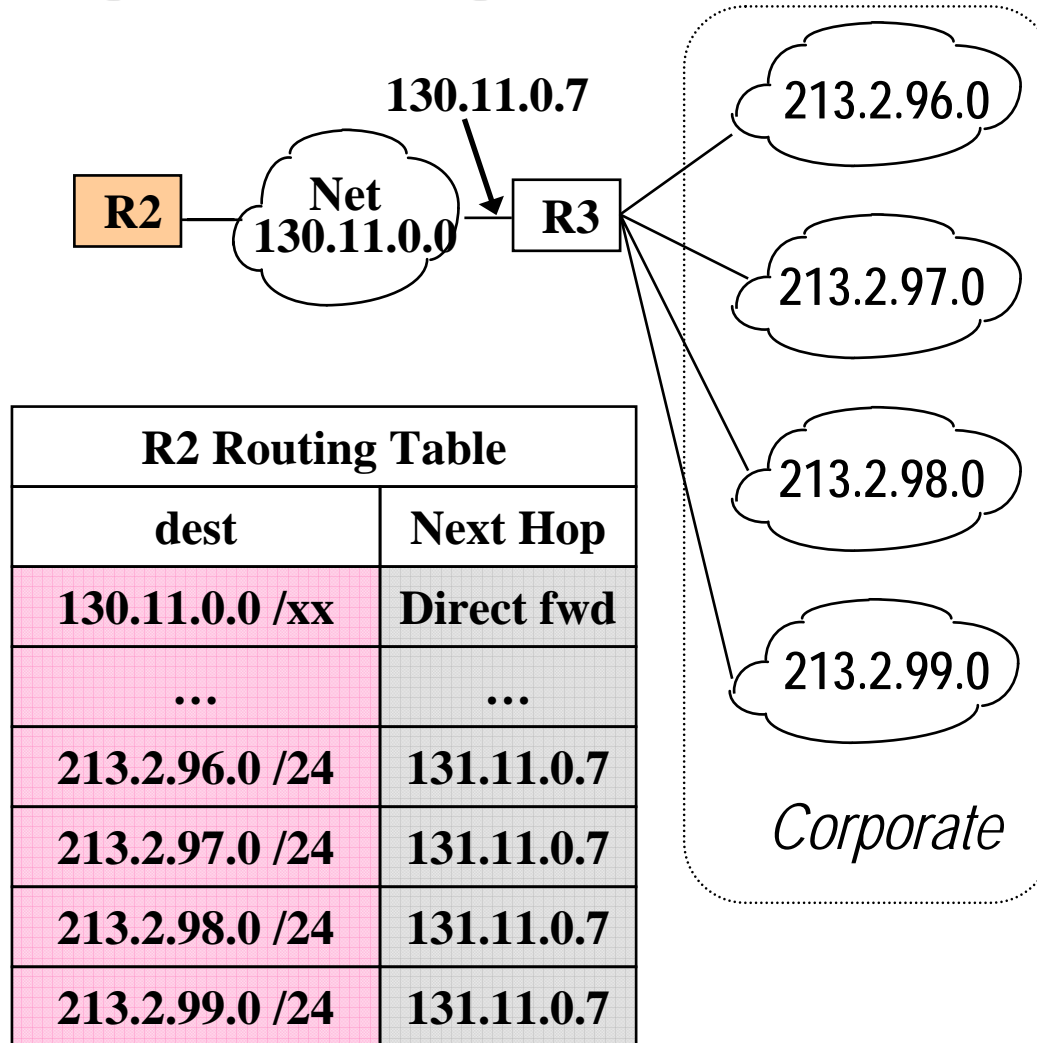 130.11.0.7
R2
Net
130.11.0.0
R3
213.2.96.0
213.2.97.0
213.2.98.0
213.2.99.0
Corporate
R2 Routing Table
dest Next Hop
130.11.0.0 /xx Direct fwd
... ...
213.2.96.0 /24 131.11.0.7
213.2.97.0 /24 131.11.0.7
213.2.98.0 /24 131.11.0.7
213.2.99.0 /24 131.11.0.7